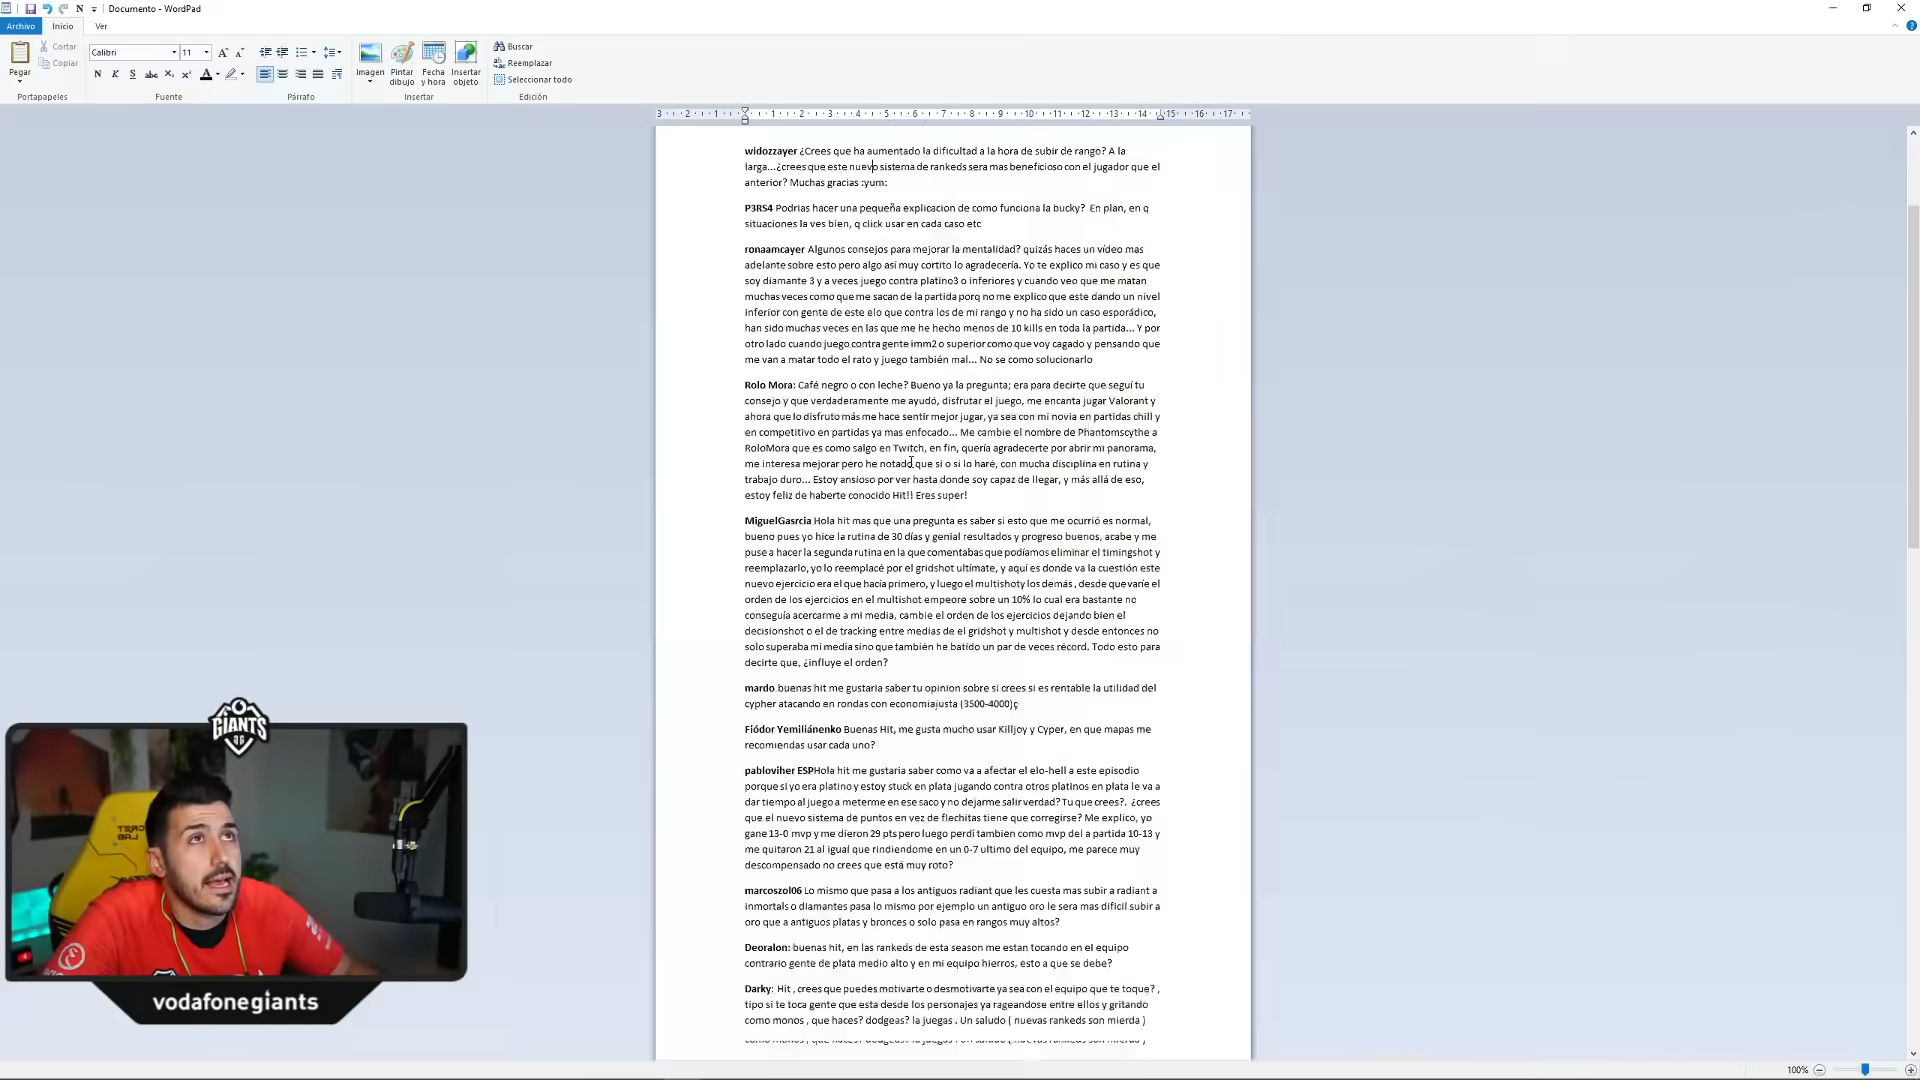 Documento - WordPad
Archivo Inicio Ver
Pegar Cortar Copiar
Portapapeles
Calibri 11
Fuente
Párrafo
Imagen Pintar dibujo Fecha y hora Insertar objeto
Insertar
Buscar
Reemplazar
Seleccionar todo
Edición
3 2 1 1 2 3 4 5 6 7 8 9 10 11 12 13 14 15 16 17
widozzayer ¿Crees que ha aumentado la dificultad a la hora de subir de rango? A la
larga...¿crees que este nuevo sistema de rankeds sera mas beneficioso con el jugador que el
anterior? Muchas gracias :yum:
P3RS4 Podrias hacer una pequeña explicacion de como funciona la bucky? En plan, en q
situaciones la ves bien, q click usar en cada caso etc
ronaamcayer Algunos consejos para mejorar la mentalidad? quizás haces un vídeo mas
adelante sobre esto pero algo así muy cortito lo agradecería. Yo te explico mi caso y es que
soy diamante 3 y a veces juego contra platino3 o inferiores y cuando veo que me matan
muchas veces como que me sacan de la partida porq no me explico que este dando un nivel
inferior con gente de este elo que contra los de mi rango y no ha sido un caso esporádico,
han sido muchas veces en las que me he hecho menos de 10 kills en toda la partida... Y por
otro lado cuando juego contra gente imm2 o superior como que voy cagado y pensando que
me van a matar todo el rato y juego también mal... No se como solucionarlo
Rolo Mora: Café negro o con leche? Bueno ya la pregunta; era para decirte que seguí tu
consejo y que verdaderamente me ayudó, disfrutar el juego, me encanta jugar Valorant y
ahora que lo disfruto más me hace sentir mejor jugar, ya sea con mi novia en partidas chill y
en competitivo en partidas ya mas enfocado... Me cambie el nombre de Phantomscythe a
RoloMora que es como salgo en Twitch, en fin, quería agradecerte por abrir mi panorama,
me interesa mejorar pero he notado que si o si lo haré, con mucha disciplina en rutina y
trabajo duro... Estoy ansioso por ver hasta donde soy capaz de llegar, y más allá de eso,
estoy feliz de haberte conocido Hit!! Eres super!
MiguelGasrcia Hola hit mas que una pregunta es saber si esto que me ocurrió es normal,
bueno pues yo hice la rutina de 30 días y genial resultados y progreso buenos, acabe y me
puse a hacer la segunda rutina en la que comentabas que podíamos eliminar el timingshot y
reemplazarlo, yo lo reemplacé por el gridshot ultímate, y aquí es donde va la cuestión este
nuevo ejercicio era el que hacía primero, y luego el multishoty los demás , desde que varíe el
orden de los ejercicios en el multishot empeore sobre un 10% lo cual era bastante no
conseguía acercarme a mi media, cambie el orden de los ejercicios dejando bien el
decisionshot o el de tracking entre medias de el gridshot y multishot y desde entonces no
solo superaba mi media sino que también he batido un par de veces récord. Todo esto para
decirte que, ¿influye el orden?
mardo buenas hit me gustaria saber tu opinion sobre si crees si es rentable la utilidad del
cypher atacando en rondas con economiajusta (3500-4000)ç
Fiódor Yemiliánenko Buenas Hit, me gusta mucho usar Killjoy y Cyper, en que mapas me
recomiendas usar cada uno?
pabloviher ESPHola hit me gustaria saber como va a afectar el elo-hell a este episodio
porque si yo era platino y estoy stuck en plata jugando contra otros platinos en plata le va a
dar tiempo al juego a meterme en ese saco y no dejarme salir verdad? Tu que crees?. ¿crees
que el nuevo sistema de puntos en vez de flechitas tiene que corregirse? Me explico, yo
gane 13-0 mvp y me dieron 29 pts pero luego perdí tambien como mvp del a partida 10-13 y
me quitaron 21 al igual que rindiendome en un 0-7 ultimo del equipo, me parece muy
descompensado no crees que está muy roto?
marcoszol06 Lo mismo que pasa a los antiguos radiant que les cuesta mas subir a radiant a
inmortals o diamantes pasa lo mismo por ejemplo un antiguo oro le sera mas dificil subir a
oro que a antiguos platas y bronces o solo pasa en rangos muy altos?
Deoralon: buenas hit, en las rankeds de esta season me estan tocando en el equipo
contrario gente de plata medio alto y en mi equipo hierros, esto a que se debe?
Darky: Hit , crees que puedes motivarte o desmotivarte ya sea con el equipo que te toque? ,
tipo si te toca gente que esta desde los personajes ya rageandose entre ellos y gritando
como monos , que haces? dodgeas? la juegas . Un saludo ( nuevas rankeds son mierda )
GIANTS
vodafonegiants
100%